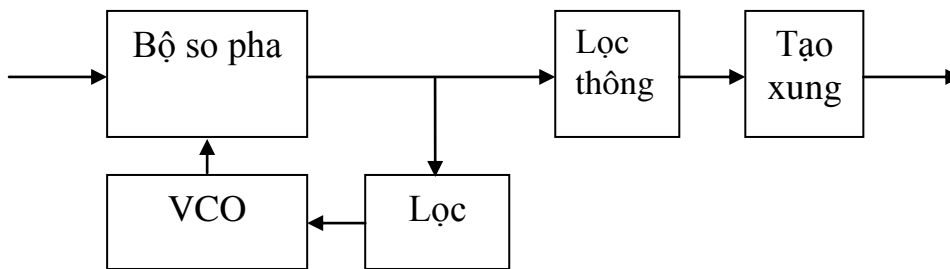 Bộ so pha
Lọc
thông
Tạo
xung
VCO
Lọc